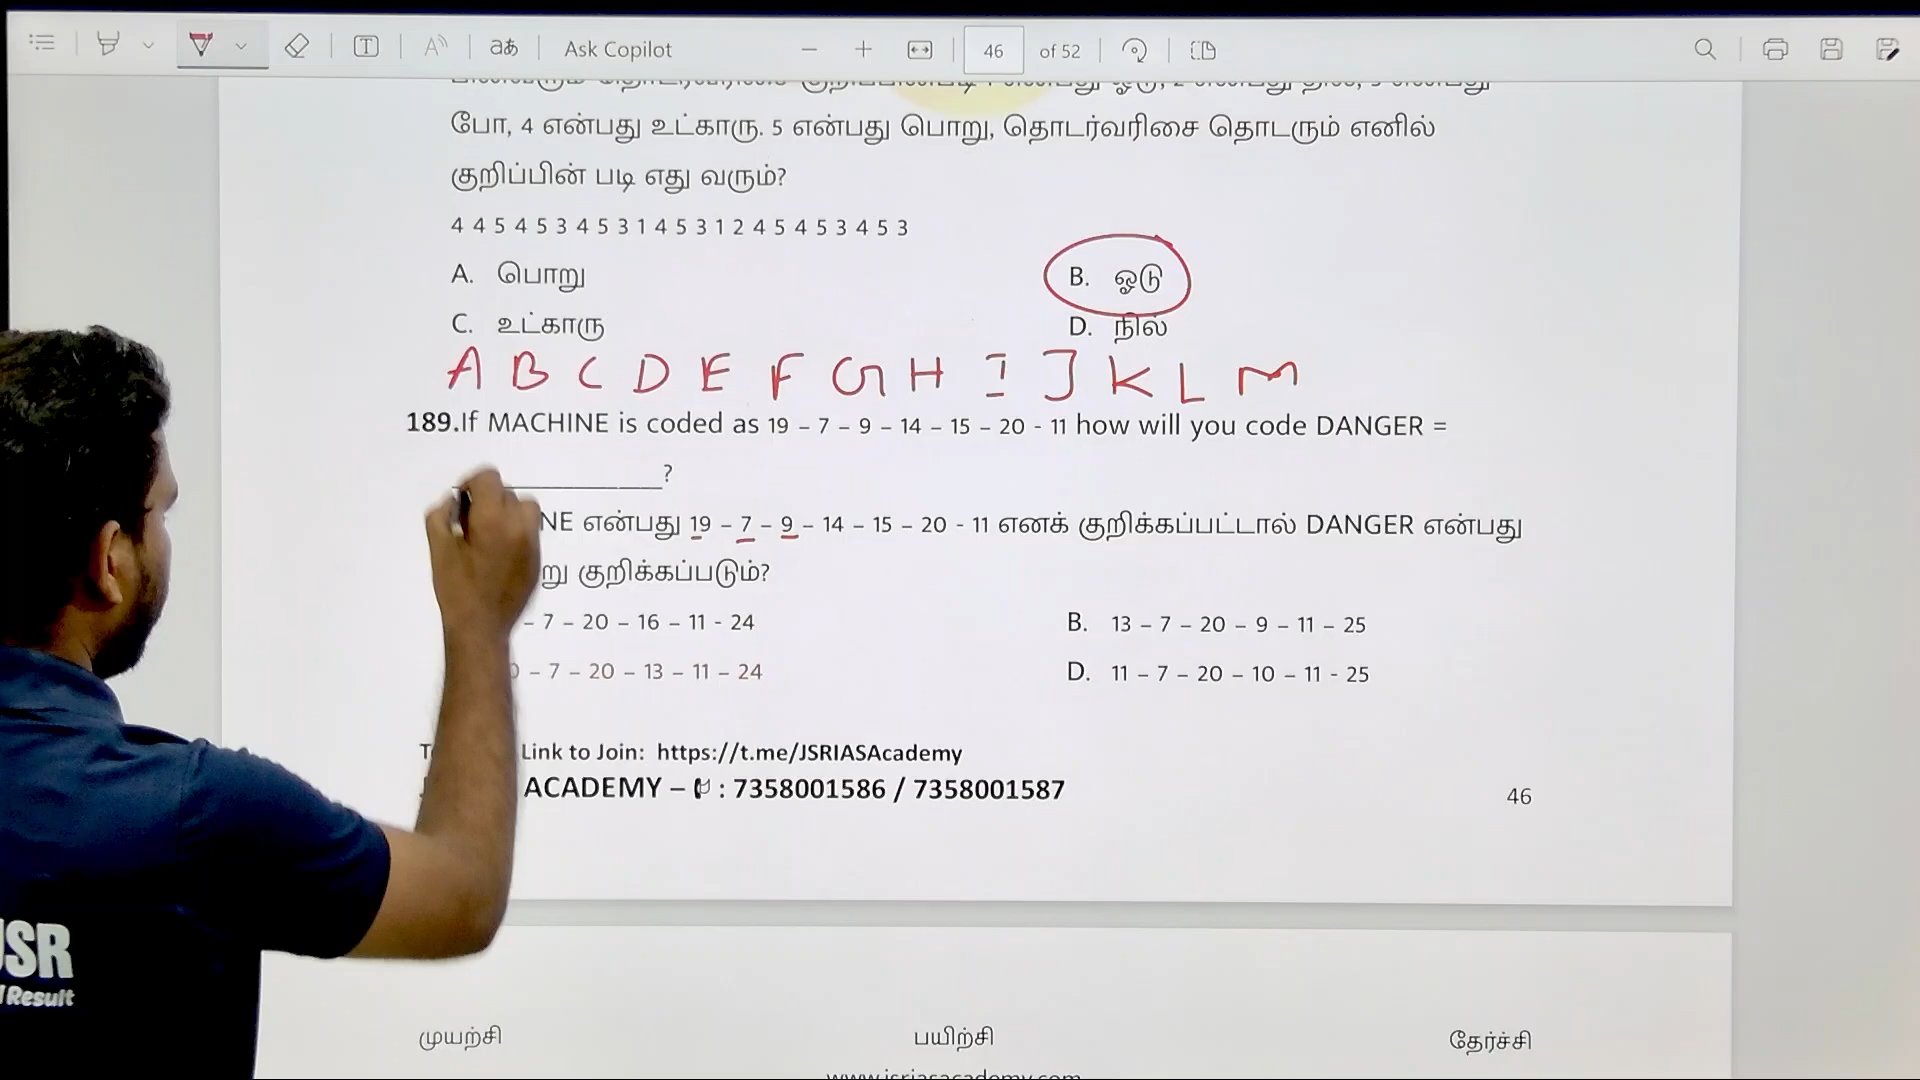 Ask Copilot
46 of 52
போ, 4 என்பது உட்காரு. 5 என்பது பொறு, தொடர்வரிசை தொடரும் எனில்
குறிப்பின் படி எது வரும்?
4 4 5 4 5 3 4 5 3 1 4 5 3 1 2 4 5 4 5 3 4 5 3
A. பொறு
B. ஓடு
C. உட்காரு
D. நில்
A B C D E F G H I J K L M
189.If MACHINE is coded as 19 – 7 – 9 – 14 – 15 – 20 - 11 how will you code DANGER =
?
NE என்பது 19 – 7 – 9 – 14 – 15 – 20 - 11 எனக் குறிக்கப்பட்டால் DANGER என்பது
று குறிக்கப்படும்?
– 7 – 20 – 16 – 11 - 24
B. 13 – 7 – 20 – 9 – 11 – 25
– 7 – 20 – 13 – 11 – 24
D. 11 – 7 – 20 – 10 – 11 - 25
Link to Join: https://t.me/JSRIASAcademy
ACADEMY – : 7358001586 / 7358001587
46
JSR
Result
முயற்சி
பயிற்சி
தேர்ச்சி